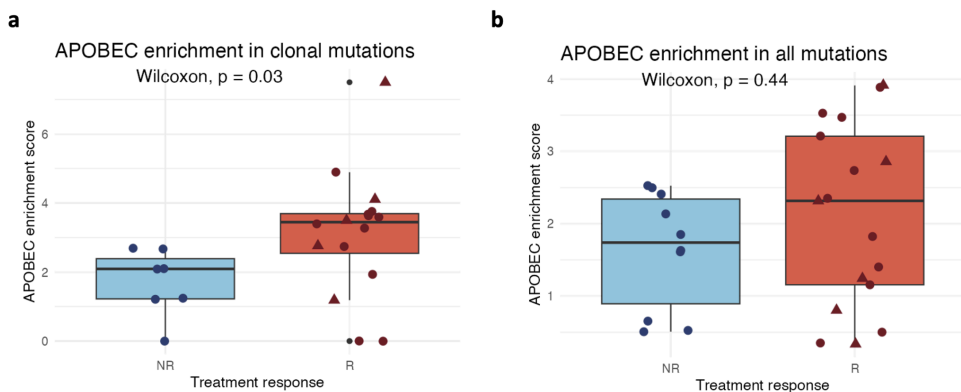 a
APOBEC enrichment in clonal mutations
Wilcoxon, p = 0.03
APOBEC enrichment score
6
4
2
0
NR
R
Treatment response
b
APOBEC enrichment in all mutations
Wilcoxon, p = 0.44
APOBEC enrichment score
4
3
2
1
NR
R
Treatment response